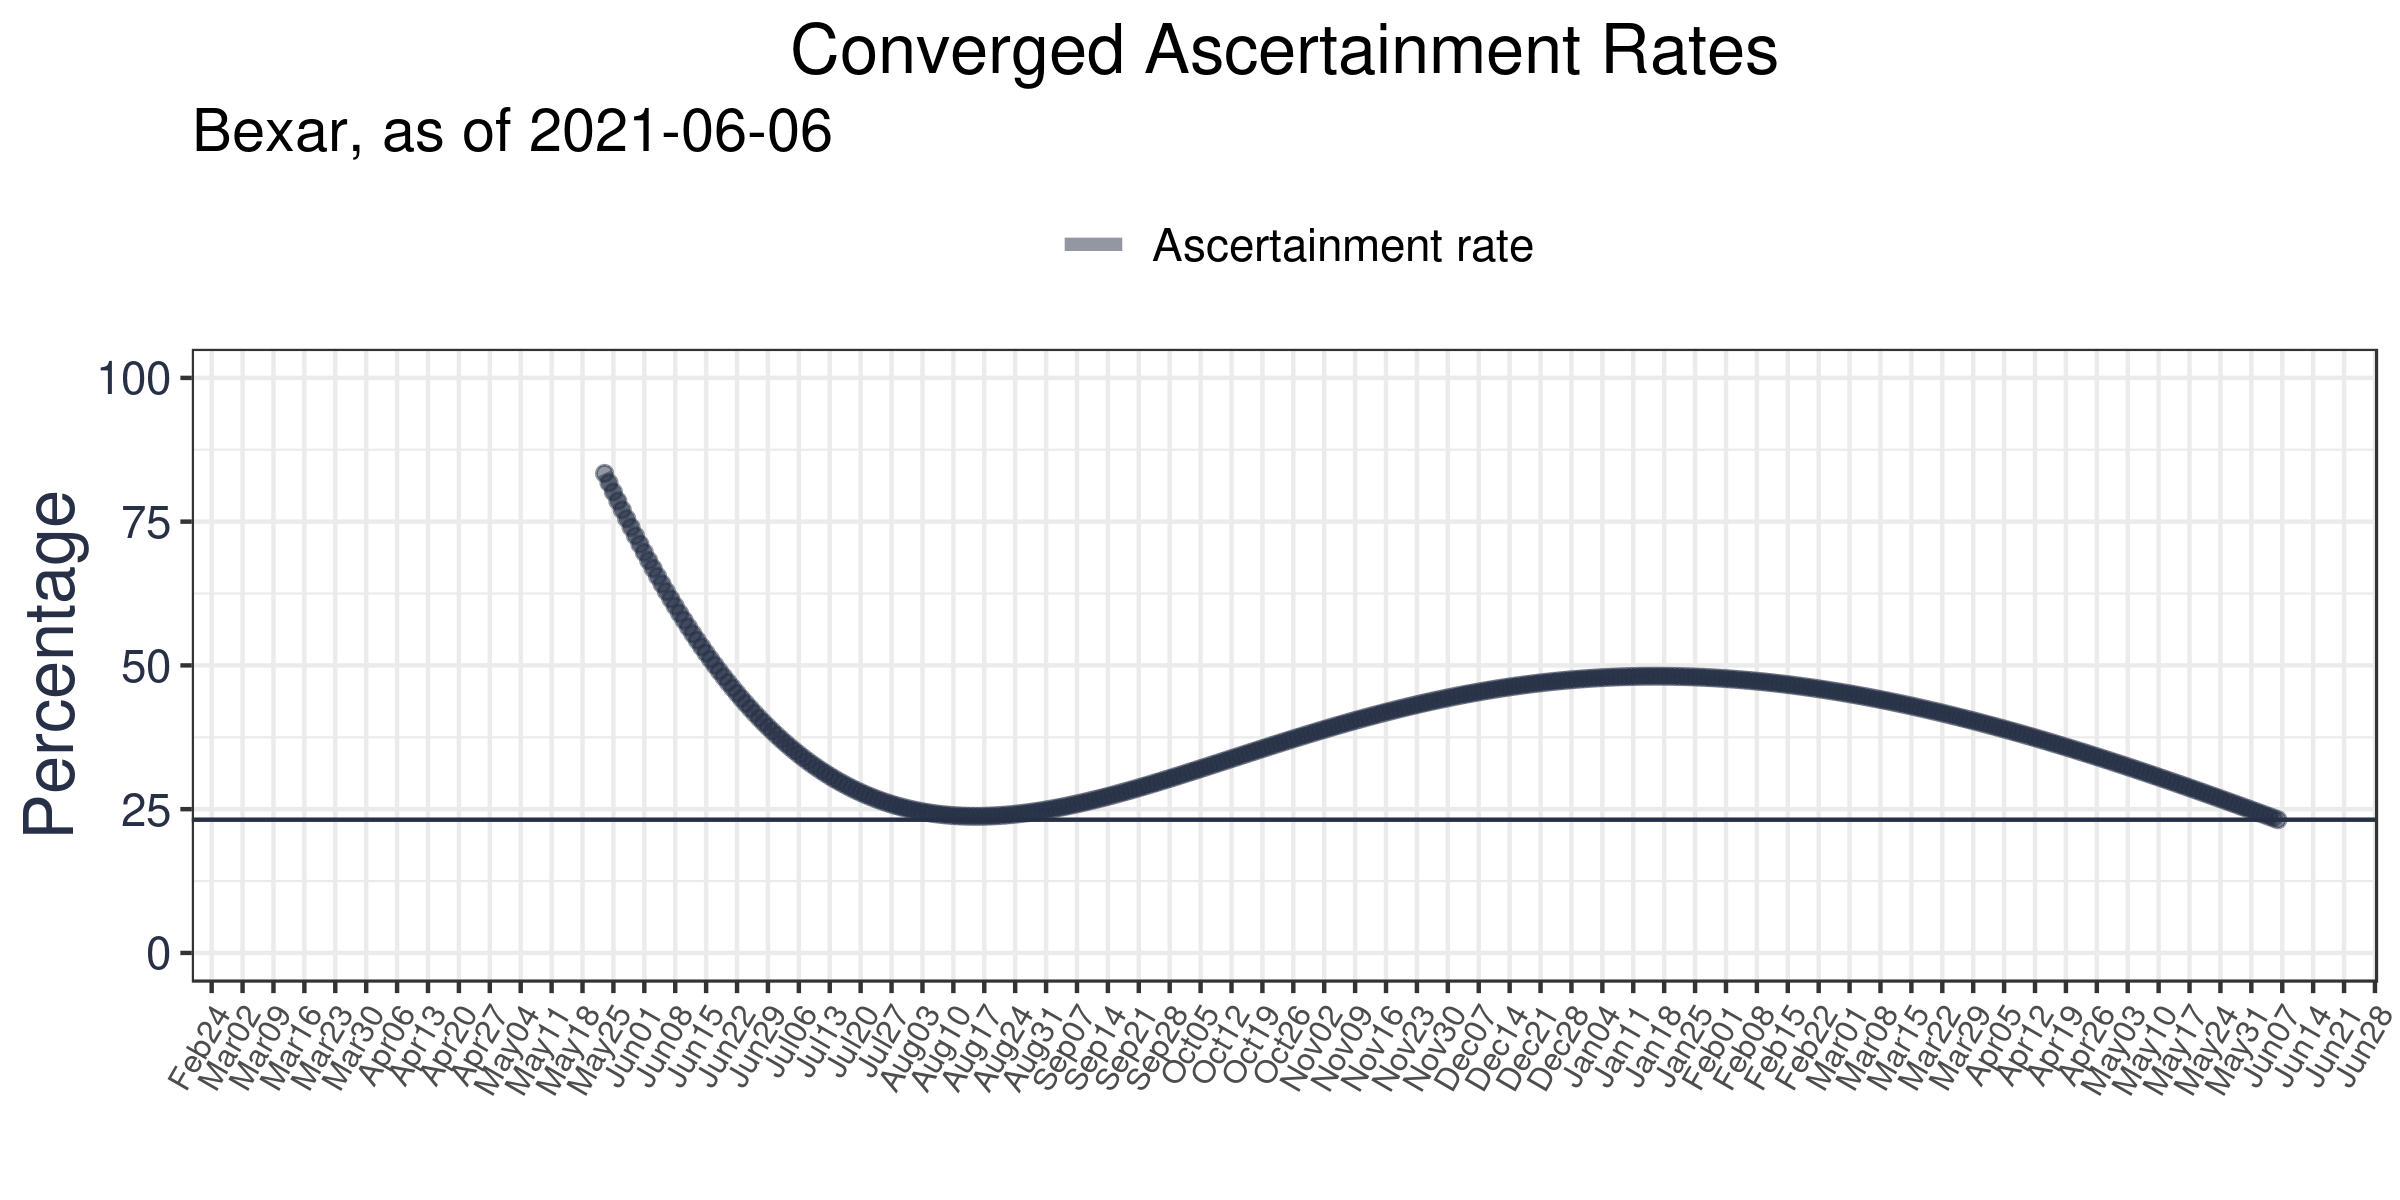 Converged Ascertainment Rates
Bexar, as of 2021-06-06
Ascertainment rate
Percentage
100
75
50
25
0
Feb24 Mar02 Mar09 Mar16 Mar23 Mar30 Apr06 Apr13 Apr20 Apr27 May04 May11 May18 May25 Jun01 Jun08 Jun15 Jun22 Jun29 Jul06 Jul13 Jul20 Jul27 Aug03 Aug10 Aug17 Aug24 Aug31 Sep07 Sep14 Sep21 Sep28 Oct05 Oct12 Oct19 Oct26 Nov02 Nov09 Nov16 Nov23 Nov30 Dec07 Dec14 Dec21 Dec28 Jan04 Jan11 Jan18 Jan25 Feb01 Feb08 Feb15 Feb22 Mar01 Mar08 Mar15 Mar22 Mar29 Apr05 Apr12 Apr19 Apr26 May03 May10 May17 May24 May31 Jun07 Jun14 Jun21 Jun28